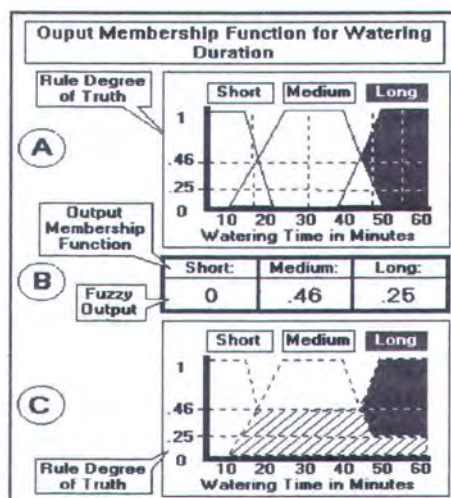 Ouput Membership Function for Watering
Duration
Rule Degree
of Truth
Short Medium Long
A
1
.46
.25
0
10 20 30 40 50 60
Watering Time in Minutes
Output
Membership
Function
B
Short: Medium: Long:
0 .46 .25
Fuzzy
Output
Short Medium Long
C
1
.46
.25
0
10 20 30 40 50 60
Watering Time in Minutes
Rule Degree
of Truth